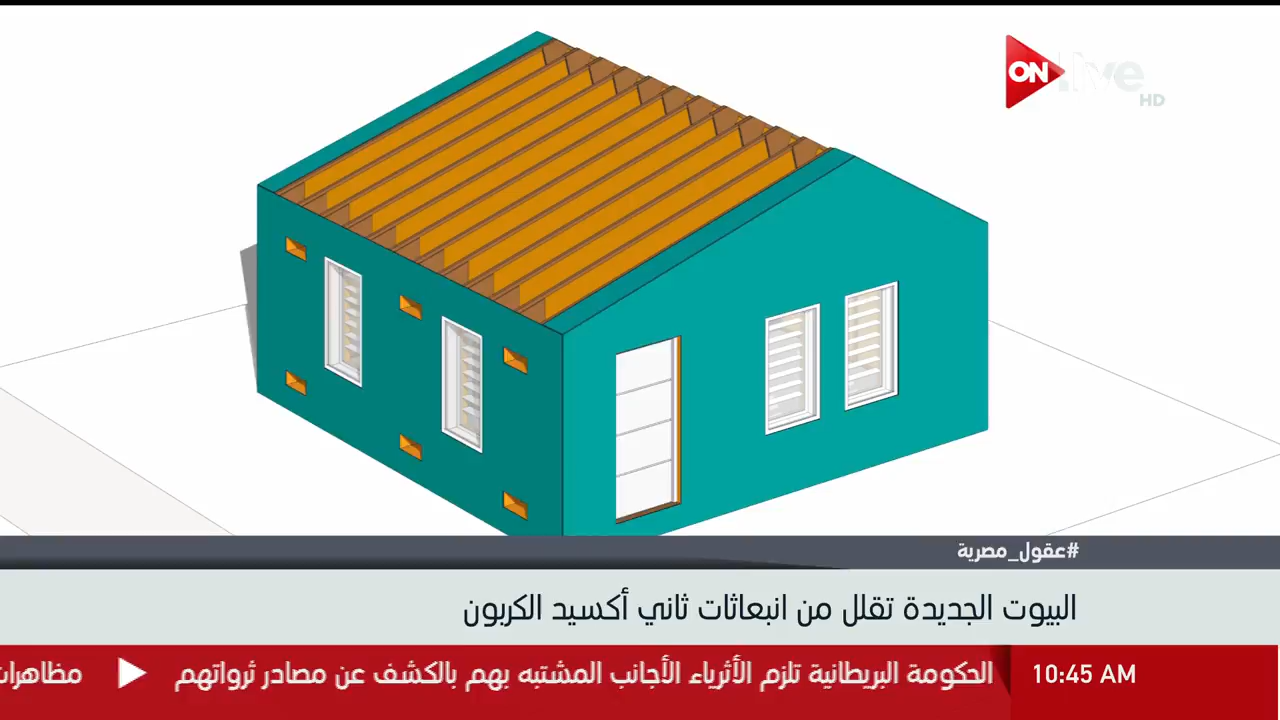 ON live
HD
#عقول_مصرية
البيوت الجديدة تقلل من انبعاثات ثاني أكسيد الكربون
10:45 AM
الحكومة البريطانية تلزم الأثرياء الأجانب المشتبه بهم بالكشف عن مصادر ثرواتهم